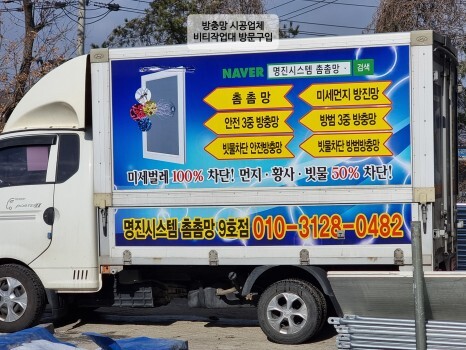 방충망 시공업체
비티작업대 방문구입
NAVER 명진시스템 촘촘망 검색
촘촘망
미세먼지 방진망
안전 3중 방충망
방범 3중 방충망
빗물차단 안전방충망
빗물차단 방범방충망
미세벌레 100% 차단! 먼지·황사·빗물 50% 차단!
명진시스템 촘촘망 9호점 010-3128-0482